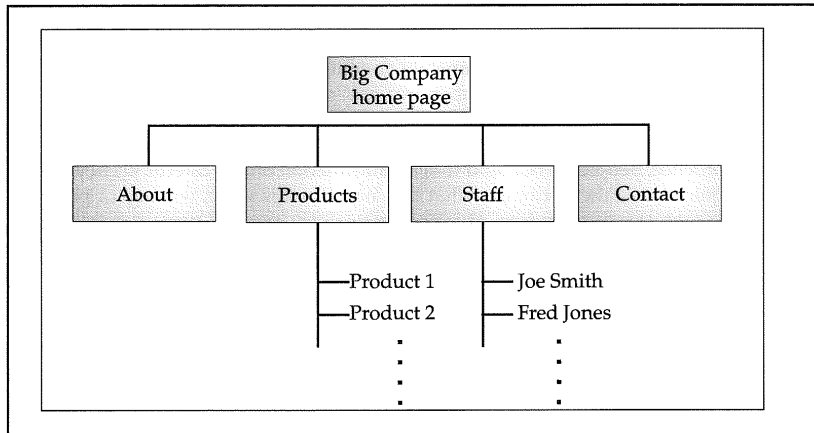 Big Company
home page
About
Products
Staff
Contact
Product 1
Joe Smith
Product 2
Fred Jones